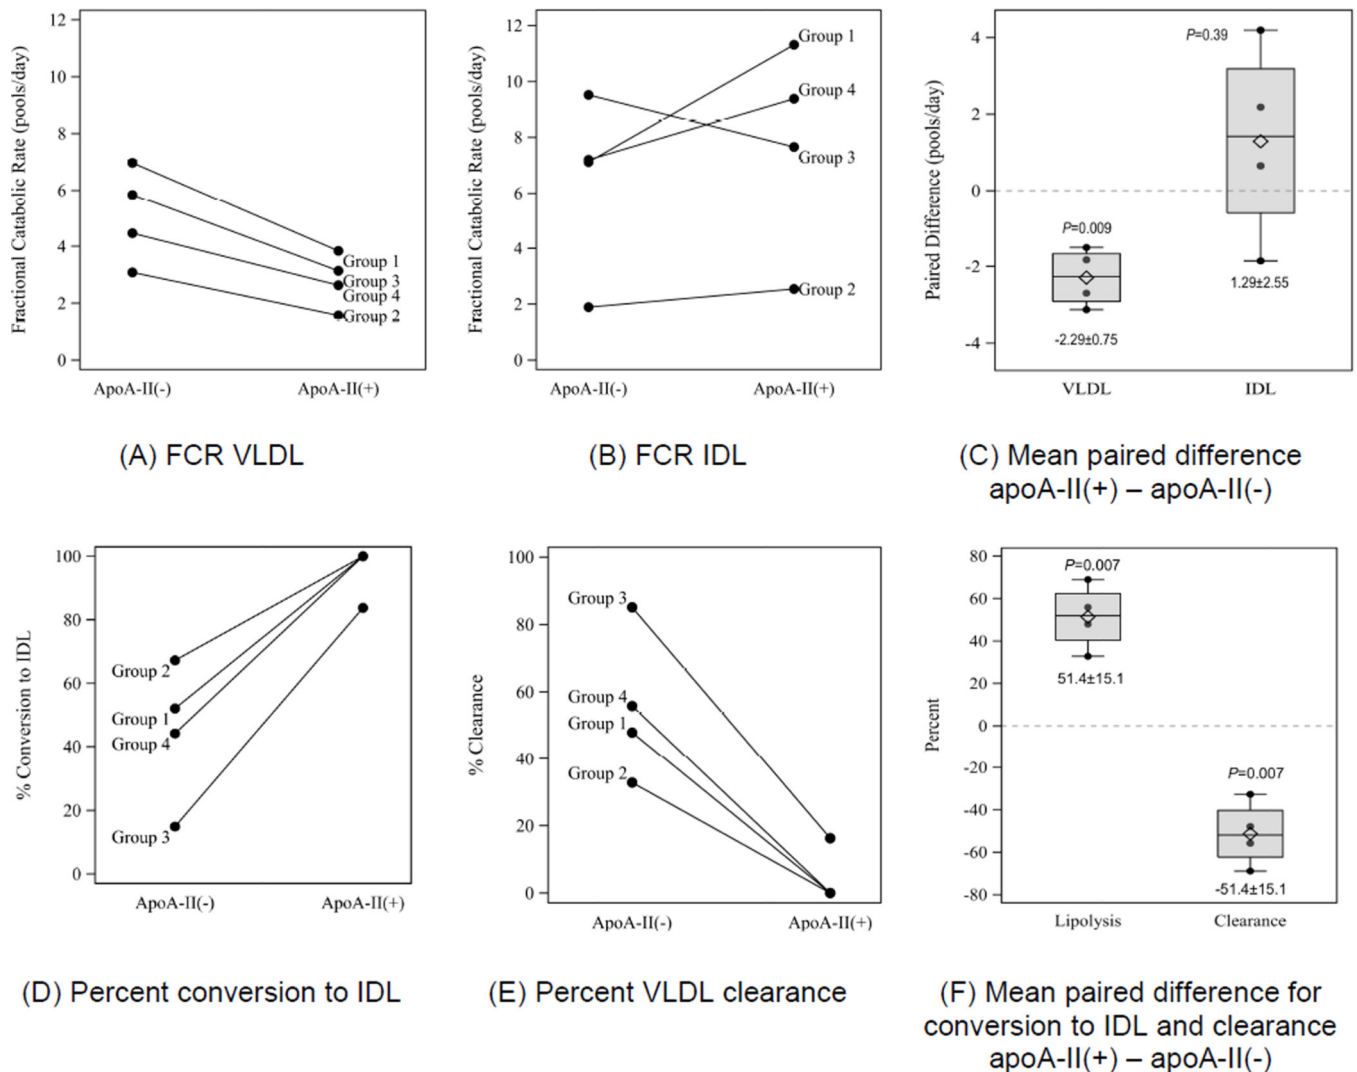 12
10
8
6
4
2
0
Fractional Catabolic Rate (pools/day)
Group 1
Group 3
Group 4
Group 2
ApoA-II(-)
ApoA-II(+)
(A) FCR VLDL
12
10
8
6
4
2
0
Fractional Catabolic Rate (pools/day)
Group 1
Group 4
Group 3
Group 2
ApoA-II(-)
ApoA-II(+)
(B) FCR IDL
4
2
0
-2
-4
Paired Difference (pools/day)
P=0.39
P=0.009
1.29±2.55
-2.29±0.75
VLDL
IDL
(C) Mean paired difference
apoA-II(+) – apoA-II(-)
100
80
60
40
20
0
% Conversion to IDL
Group 2
Group 1
Group 4
Group 3
ApoA-II(-)
ApoA-II(+)
(D) Percent conversion to IDL
100
80
60
40
20
0
% Clearance
Group 3
Group 4
Group 1
Group 2
ApoA-II(-)
ApoA-II(+)
(E) Percent VLDL clearance
80
60
40
20
0
-20
-40
-60
-80
Percent
P=0.007
51.4±15.1
P=0.007
-51.4±15.1
Lipolysis
Clearance
(F) Mean paired difference for
conversion to IDL and clearance
apoA-II(+) – apoA-II(-)